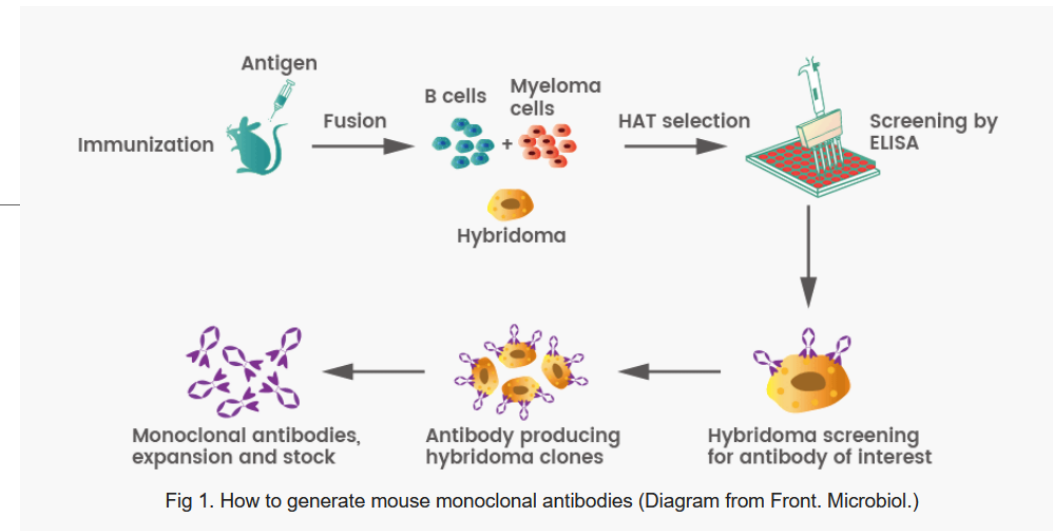 Antigen
Immunization
Fusion
B cells
Myeloma
cells
+
Hybridoma
HAT selection
Screening by
ELISA
Hybridoma screening
for antibody of interest
Antibody producing
hybridoma clones
Monoclonal antibodies,
expansion and stock
Fig 1. How to generate mouse monoclonal antibodies (Diagram from Front. Microbiol.)